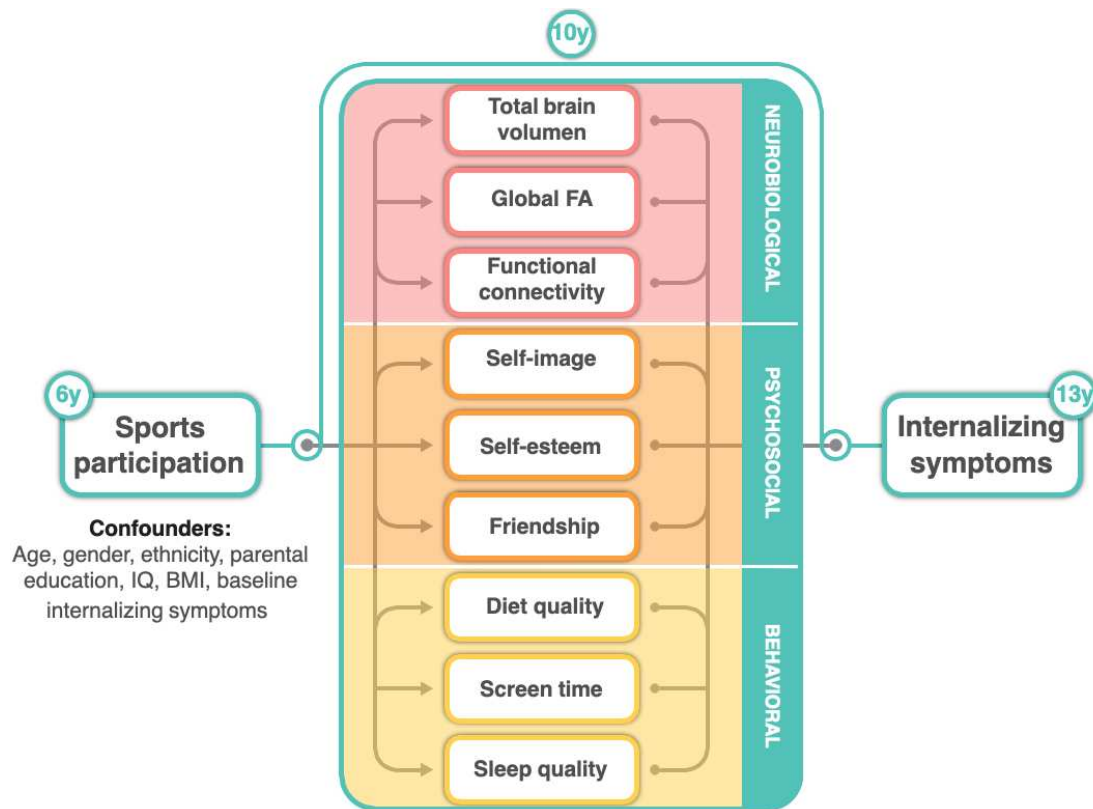 10y
Total brain
volumen
Global FA
Functional
connectivity
NEUROBIOLOGICAL
Self-image
Self-esteem
Friendship
PSYCHOSOCIAL
Diet quality
Screen time
Sleep quality
BEHAVIORAL
6y
Sports
participation
Confounders:
Age, gender, ethnicity, parental
education, IQ, BMI, baseline
internalizing symptoms
13y
Internalizing
symptoms